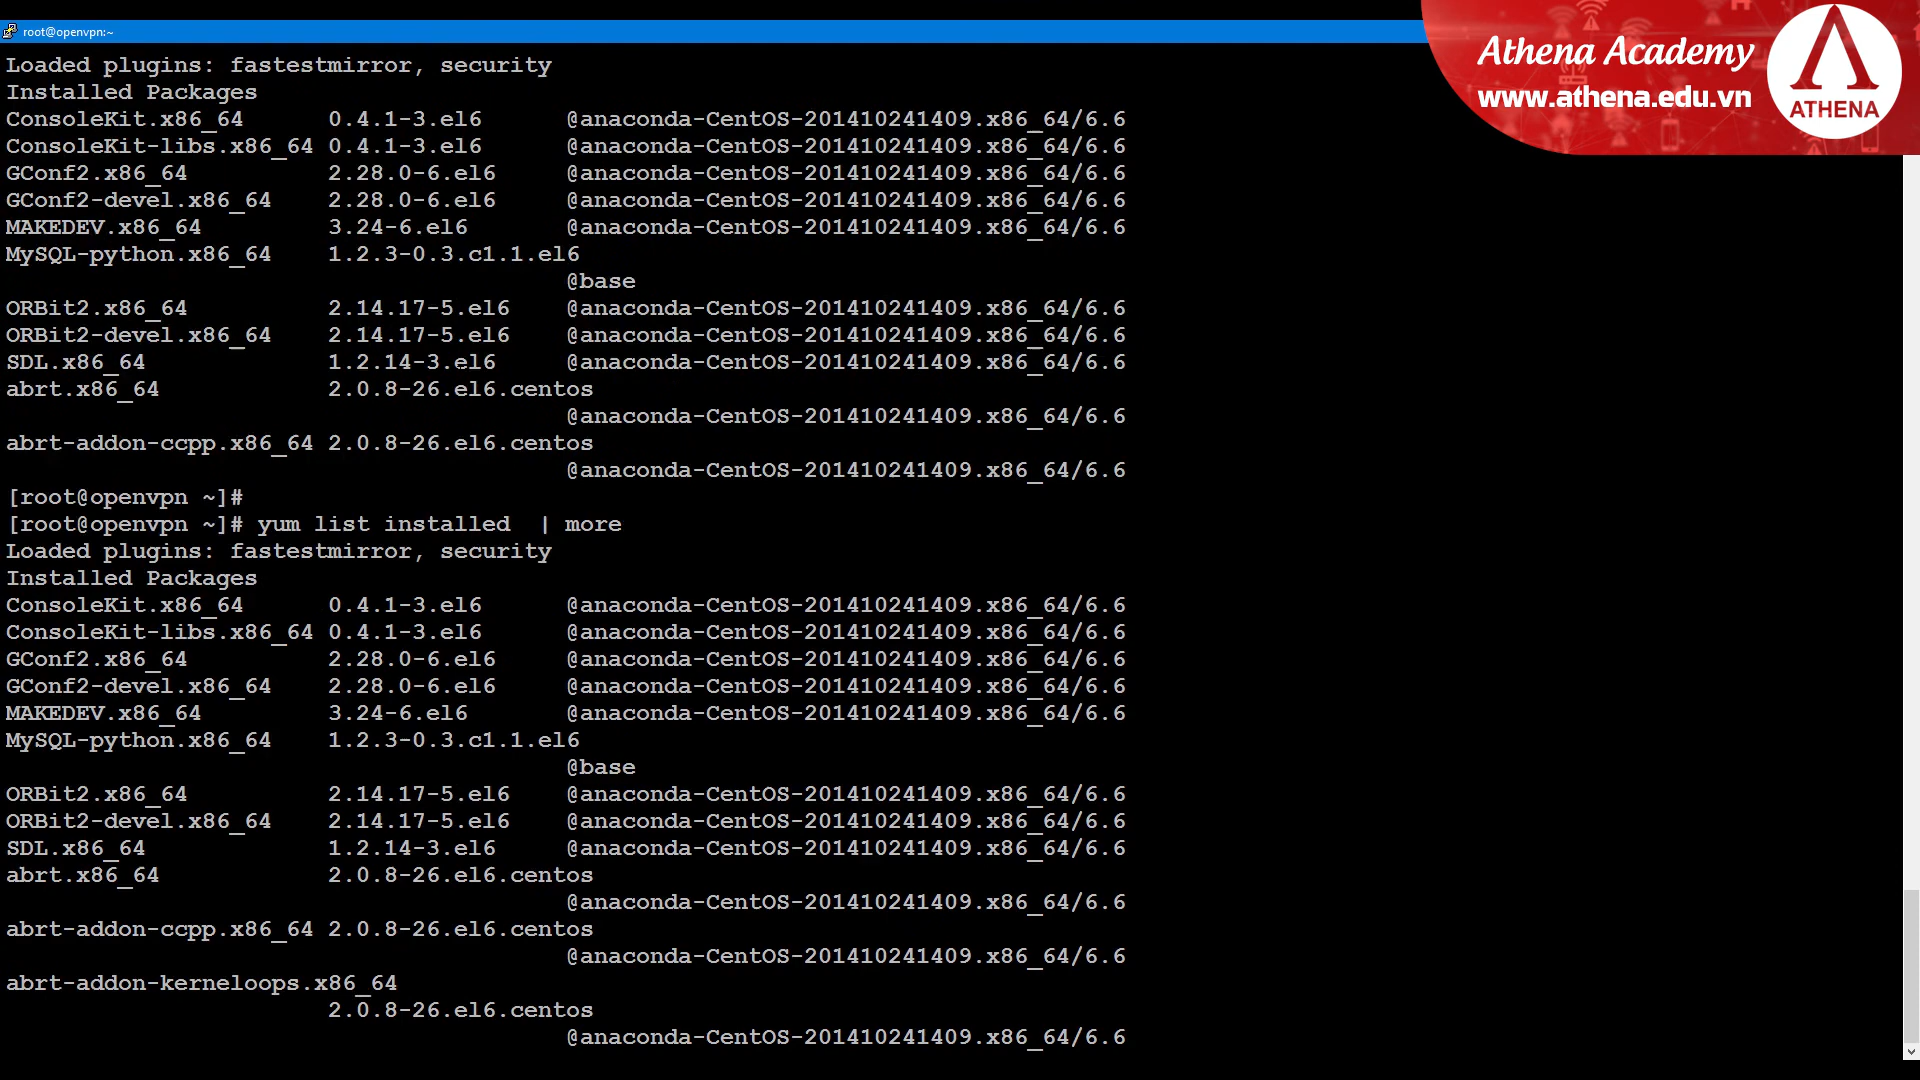 root@openvpn:~
Athena Academy
www.athena.edu.vn
ATHENA
Loaded plugins: fastestmirror, security
Installed Packages
ConsoleKit.x86_64 0.4.1-3.el6 @anaconda-CentOS-201410241409.x86_64/6.6
ConsoleKit-libs.x86_64 0.4.1-3.el6 @anaconda-CentOS-201410241409.x86_64/6.6
GConf2.x86_64 2.28.0-6.el6 @anaconda-CentOS-201410241409.x86_64/6.6
GConf2-devel.x86_64 2.28.0-6.el6 @anaconda-CentOS-201410241409.x86_64/6.6
MAKEDEV.x86_64 3.24-6.el6 @anaconda-CentOS-201410241409.x86_64/6.6
MySQL-python.x86_64 1.2.3-0.3.c1.1.el6
@base
ORBit2.x86_64 2.14.17-5.el6 @anaconda-CentOS-201410241409.x86_64/6.6
ORBit2-devel.x86_64 2.14.17-5.el6 @anaconda-CentOS-201410241409.x86_64/6.6
SDL.x86_64 1.2.14-3.el6 @anaconda-CentOS-201410241409.x86_64/6.6
abrt.x86_64 2.0.8-26.el6.centos
@anaconda-CentOS-201410241409.x86_64/6.6
abrt-addon-ccpp.x86_64 2.0.8-26.el6.centos
@anaconda-CentOS-201410241409.x86_64/6.6
[root@openvpn ~]#
[root@openvpn ~]# yum list installed | more
Loaded plugins: fastestmirror, security
Installed Packages
ConsoleKit.x86_64 0.4.1-3.el6 @anaconda-CentOS-201410241409.x86_64/6.6
ConsoleKit-libs.x86_64 0.4.1-3.el6 @anaconda-CentOS-201410241409.x86_64/6.6
GConf2.x86_64 2.28.0-6.el6 @anaconda-CentOS-201410241409.x86_64/6.6
GConf2-devel.x86_64 2.28.0-6.el6 @anaconda-CentOS-201410241409.x86_64/6.6
MAKEDEV.x86_64 3.24-6.el6 @anaconda-CentOS-201410241409.x86_64/6.6
MySQL-python.x86_64 1.2.3-0.3.c1.1.el6
@base
ORBit2.x86_64 2.14.17-5.el6 @anaconda-CentOS-201410241409.x86_64/6.6
ORBit2-devel.x86_64 2.14.17-5.el6 @anaconda-CentOS-201410241409.x86_64/6.6
SDL.x86_64 1.2.14-3.el6 @anaconda-CentOS-201410241409.x86_64/6.6
abrt.x86_64 2.0.8-26.el6.centos
@anaconda-CentOS-201410241409.x86_64/6.6
abrt-addon-ccpp.x86_64 2.0.8-26.el6.centos
@anaconda-CentOS-201410241409.x86_64/6.6
abrt-addon-kerneloops.x86_64
2.0.8-26.el6.centos
@anaconda-CentOS-201410241409.x86_64/6.6